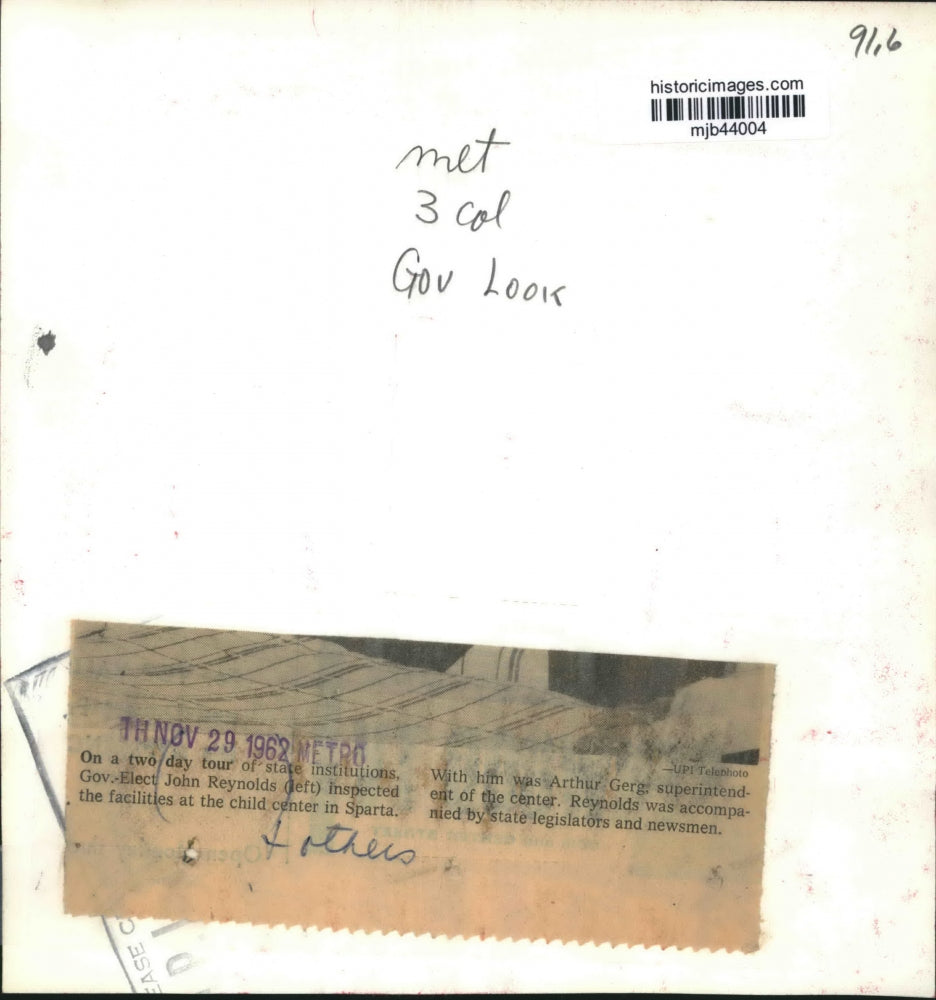 91,6
historicimages.com
mjb44004
met
3 col
Gov Look
TH NOV 29 1962 METRO
—UPI Telephoto
On a two day tour of state institutions,
Gov.-Elect John Reynolds (left) inspected
the facilities at the child center in Sparta.
With him was Arthur Gerg, superintend-
ent of the center. Reynolds was accompa-
nied by state legislators and newsmen.
+ others